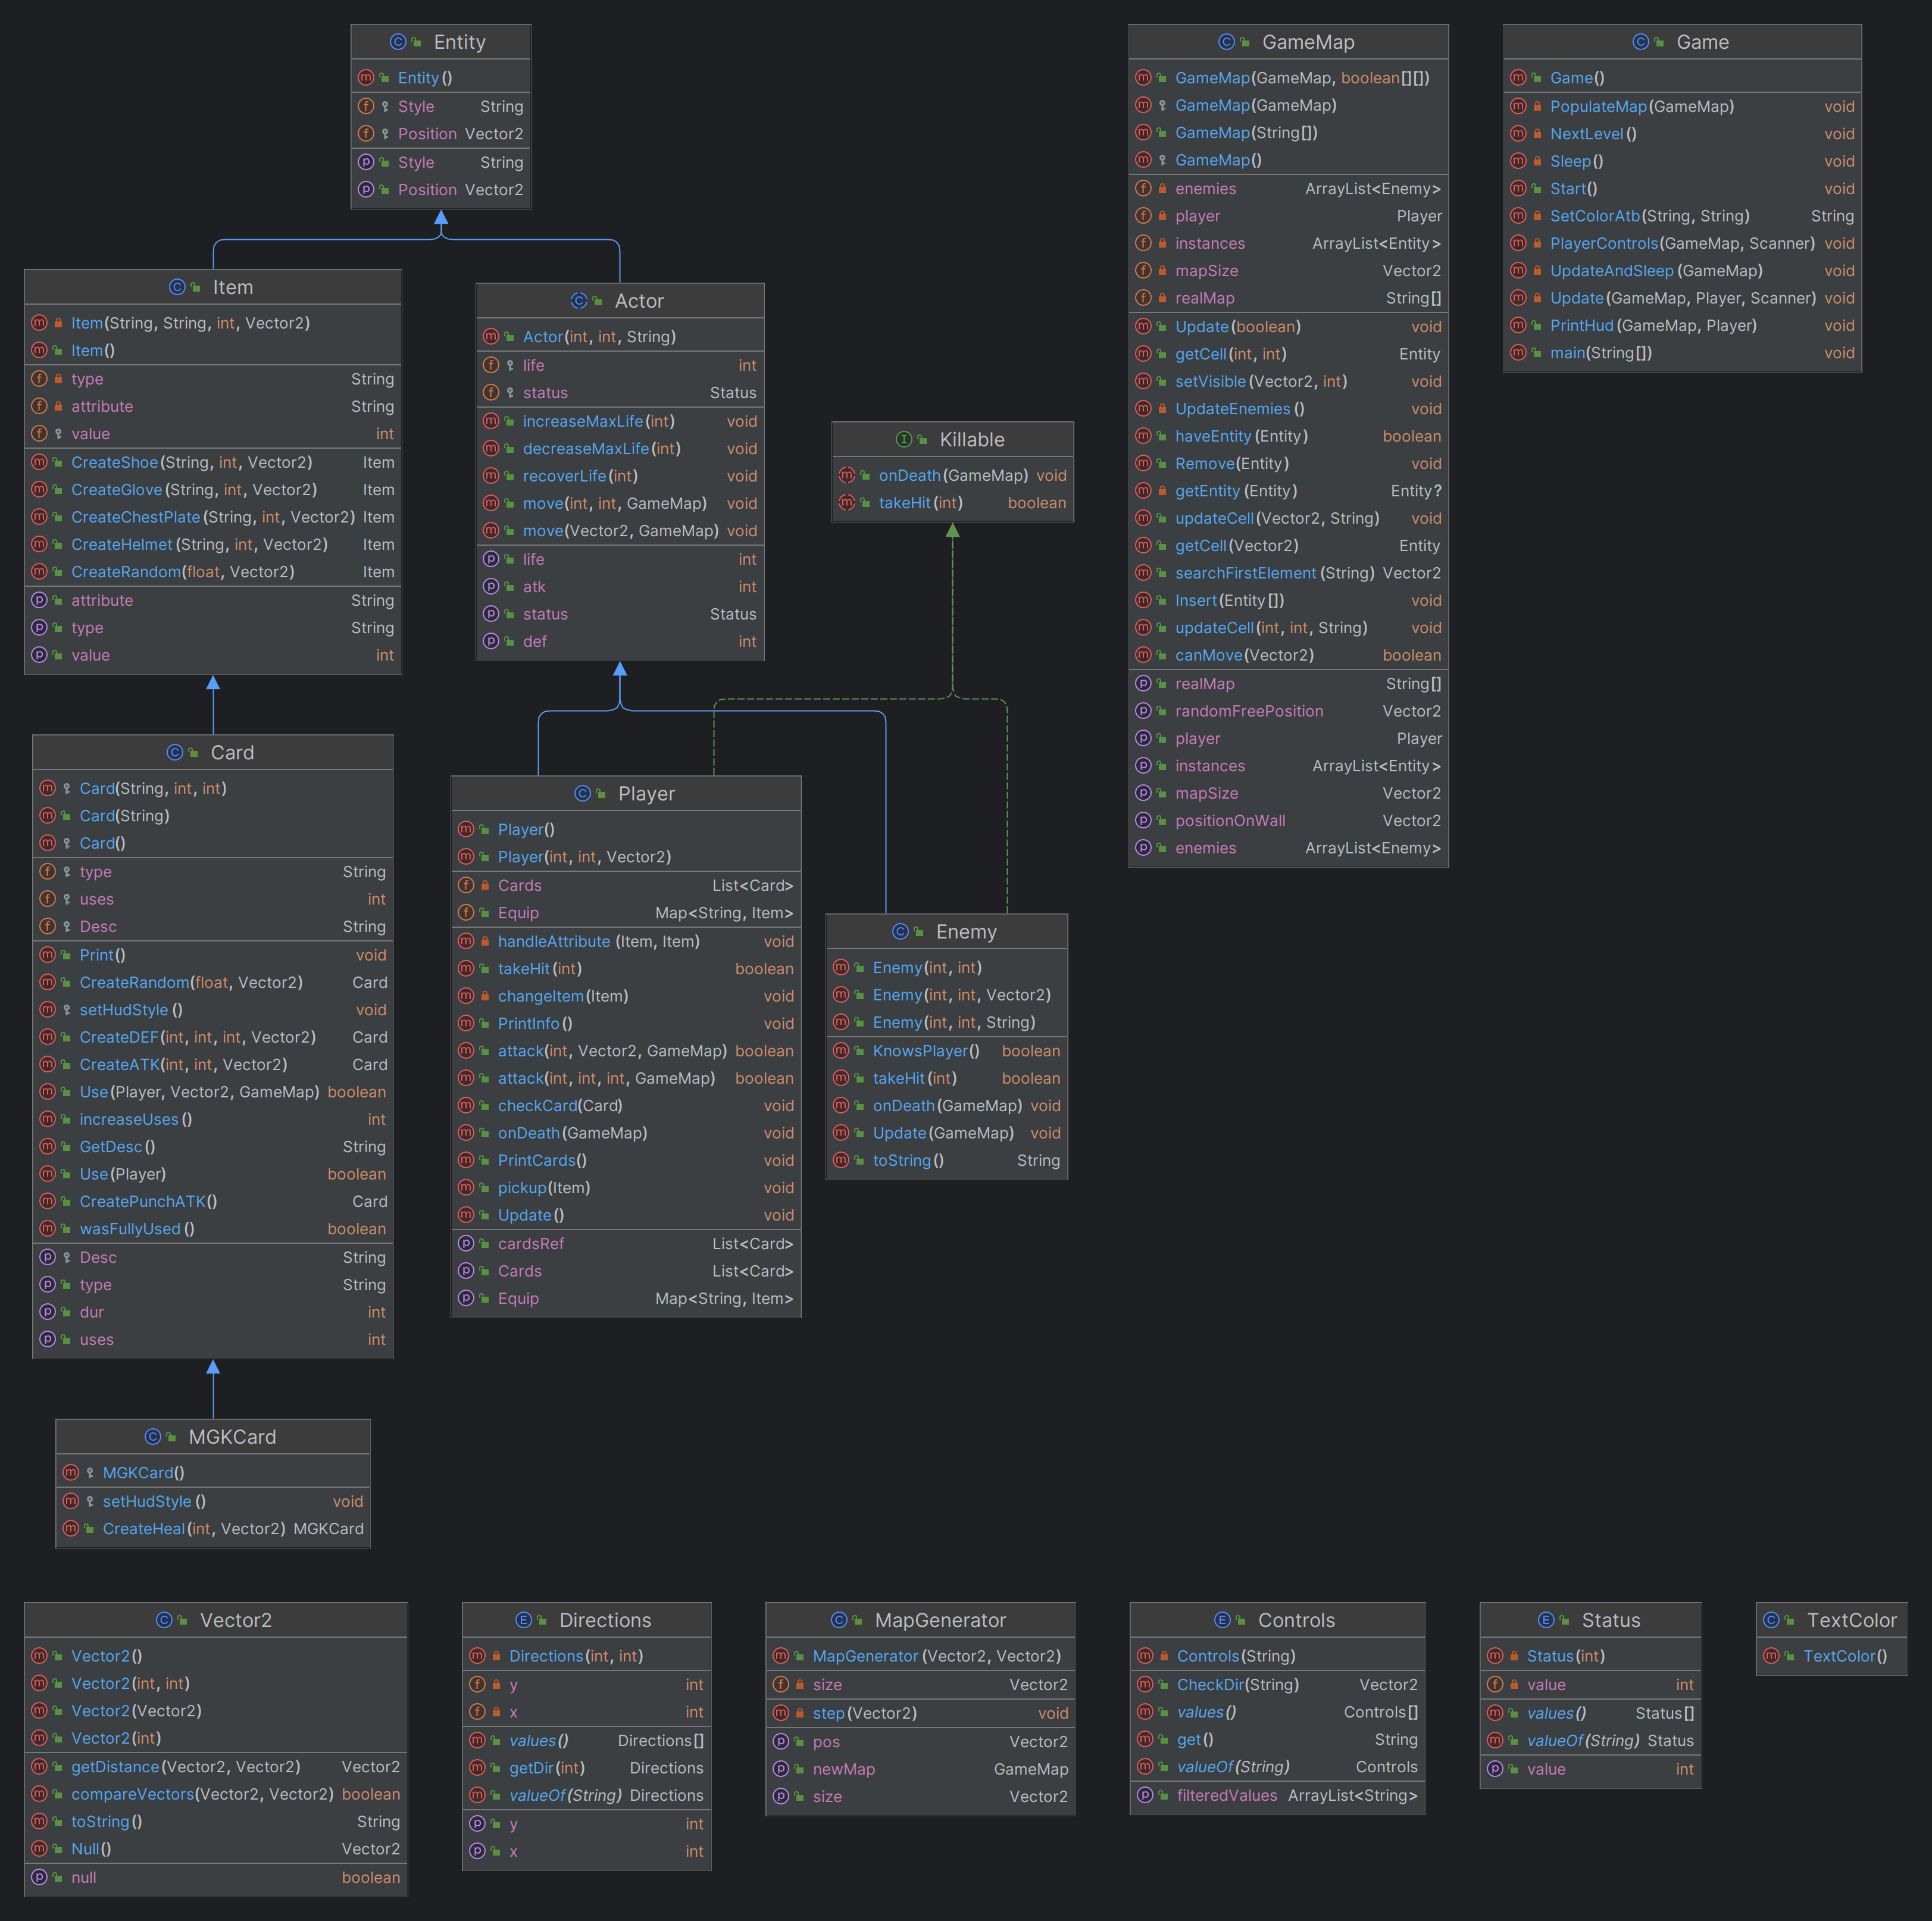 Entity
Entity()
Style String
Position Vector2
Style String
Position Vector2
Item
Item(String, String, int, Vector2)
Item()
type String
attribute String
value int
CreateShoe(String, int, Vector2) Item
CreateGlove(String, int, Vector2) Item
CreateChestPlate(String, int, Vector2) Item
CreateHelmet(String, int, Vector2) Item
CreateRandom(float, Vector2) Item
attribute String
type String
value int
Actor
Actor(int, int, String)
life int
status Status
increaseMaxLife(int) void
decreaseMaxLife(int) void
recoverLife(int) void
move(int, int, GameMap) void
move(Vector2, GameMap) void
life int
atk int
status Status
def int
Killable
onDeath(GameMap) void
takeHit(int) boolean
GameMap
GameMap(GameMap, boolean[][])
GameMap(GameMap)
GameMap(String[])
GameMap()
enemies ArrayList<Enemy>
player Player
instances ArrayList<Entity>
mapSize Vector2
realMap String[]
Update(boolean) void
getCell(int, int) Entity
setVisible(Vector2, int) void
UpdateEnemies() void
haveEntity(Entity) boolean
Remove(Entity) void
getEntity(Entity) Entity?
updateCell(Vector2, String) void
getCell(Vector2) Entity
searchFirstElement(String) Vector2
Insert(Entity[]) void
updateCell(int, int, String) void
canMove(Vector2) boolean
realMap String[]
randomFreePosition Vector2
player Player
instances ArrayList<Entity>
mapSize Vector2
positionOnWall Vector2
enemies ArrayList<Enemy>
Game
Game()
PopulateMap(GameMap) void
NextLevel() void
Sleep() void
Start() void
SetColorAtb(String, String) String
PlayerControls(GameMap, Scanner) void
UpdateAndSleep(GameMap) void
Update(GameMap, Player, Scanner) void
PrintHud(GameMap, Player) void
main(String[]) void
Card
Card(String, int, int)
Card(String)
Card()
type String
uses int
Desc String
Print() void
CreateRandom(float, Vector2) Card
setHudStyle() void
CreateDEF(int, int, int, Vector2) Card
CreateATK(int, int, Vector2) Card
Use(Player, Vector2, GameMap) boolean
increaseUses() int
GetDesc() String
Use(Player) boolean
CreatePunchATK() Card
wasFullyUsed() boolean
Desc String
type String
dur int
uses int
Player
Player()
Player(int, int, Vector2)
Cards List<Card>
Equip Map<String, Item>
handleAttribute(Item, Item) void
takeHit(int) boolean
changeItem(Item) void
PrintInfo() void
attack(int, Vector2, GameMap) boolean
attack(int, int, int, GameMap) boolean
checkCard(Card) void
onDeath(GameMap) void
PrintCards() void
pickup(Item) void
Update() void
cardsRef List<Card>
Cards List<Card>
Equip Map<String, Item>
Enemy
Enemy(int, int)
Enemy(int, int, Vector2)
Enemy(int, int, String)
KnowsPlayer() boolean
takeHit(int) boolean
onDeath(GameMap) void
Update(GameMap) void
toString() String
MGKCard
MGKCard()
setHudStyle() void
CreateHeal(int, Vector2) MGKCard
Vector2
Vector2()
Vector2(int, int)
Vector2(Vector2)
Vector2(int)
getDistance(Vector2, Vector2) Vector2
compareVectors(Vector2, Vector2) boolean
toString() String
Null() Vector2
null boolean
Directions
Directions(int, int)
y int
x int
values() Directions[]
getDir(int) Directions
valueOf(String) Directions
y int
x int
MapGenerator
MapGenerator(Vector2, Vector2)
size Vector2
step(Vector2) void
pos Vector2
newMap GameMap
size Vector2
Controls
Controls(String)
CheckDir(String) Vector2
values() Controls[]
get() String
valueOf(String) Controls
filteredValues ArrayList<String>
Status
Status(int)
value int
values() Status[]
valueOf(String) Status
value int
TextColor
TextColor()